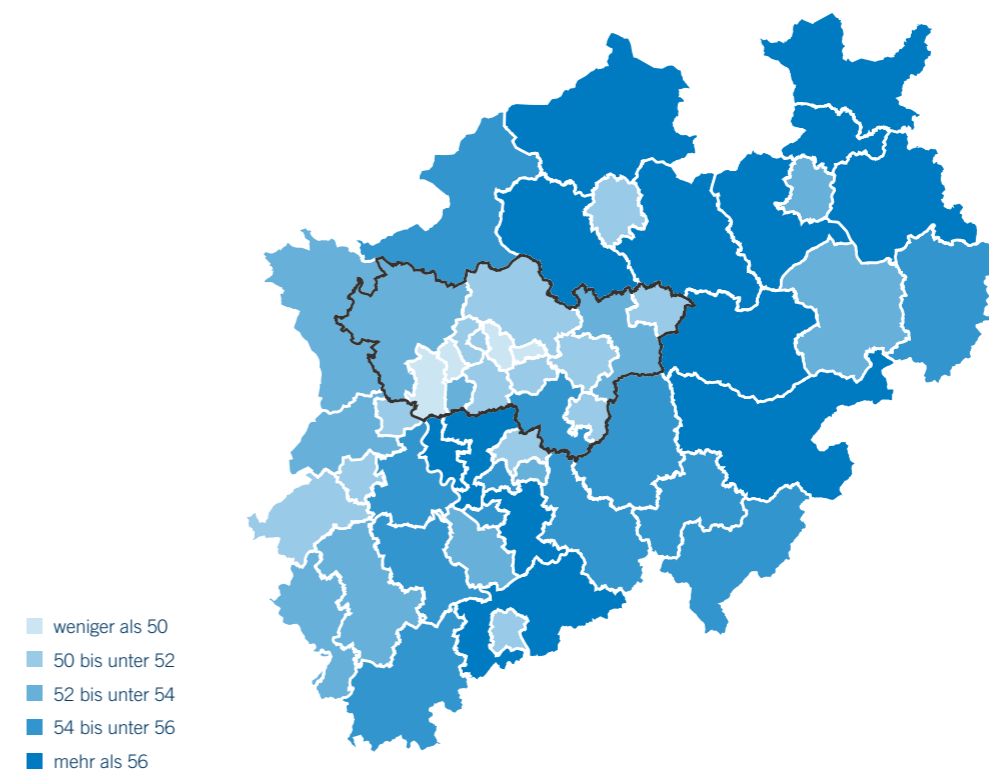 weniger als 50
50 bis unter 52
52 bis unter 54
54 bis unter 56
mehr als 56